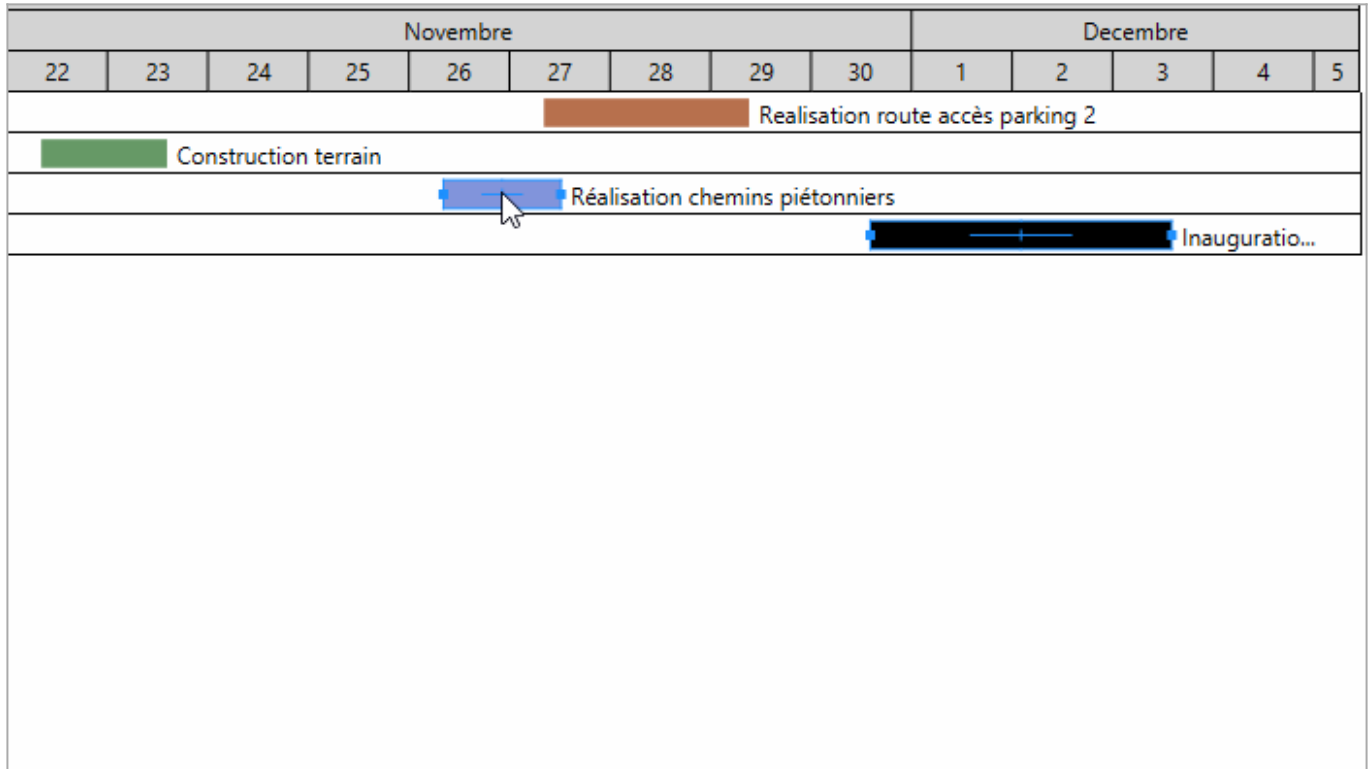 Novembre Decembre
22 23 24 25 26 27 28 29 30 1 2 3 4 5
Realisation route accès parking 2
Construction terrain
Réalisation chemins piétonniers
Inauguratio...